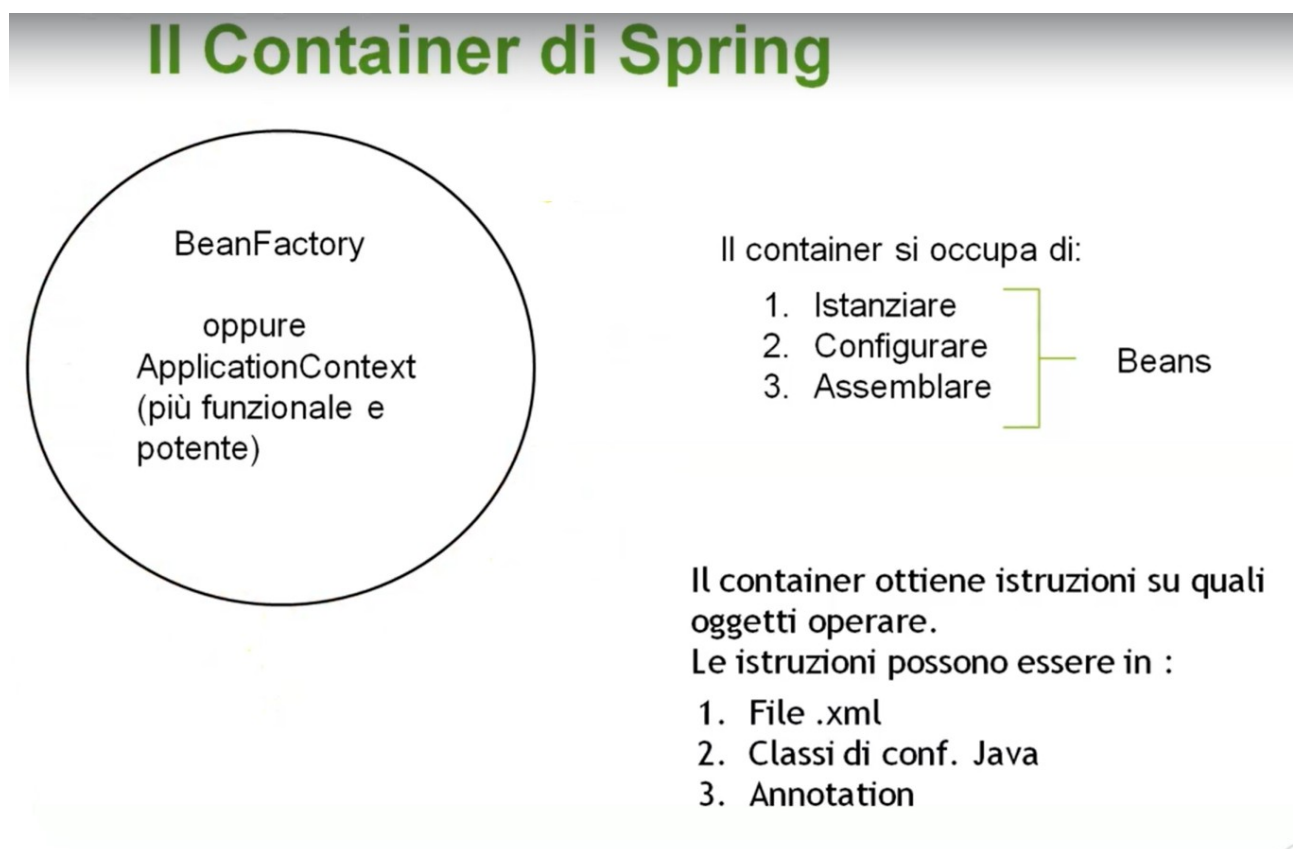 Il Container di Spring
BeanFactory
oppure
ApplicationContext
(più funzionale e
potente)
Il container si occupa di:
1. Istanziare
2. Configurare
3. Assemblare
Beans
Il container ottiene istruzioni su quali
oggetti operare.
Le istruzioni possono essere in :
1. File .xml
2. Classi di conf. Java
3. Annotation